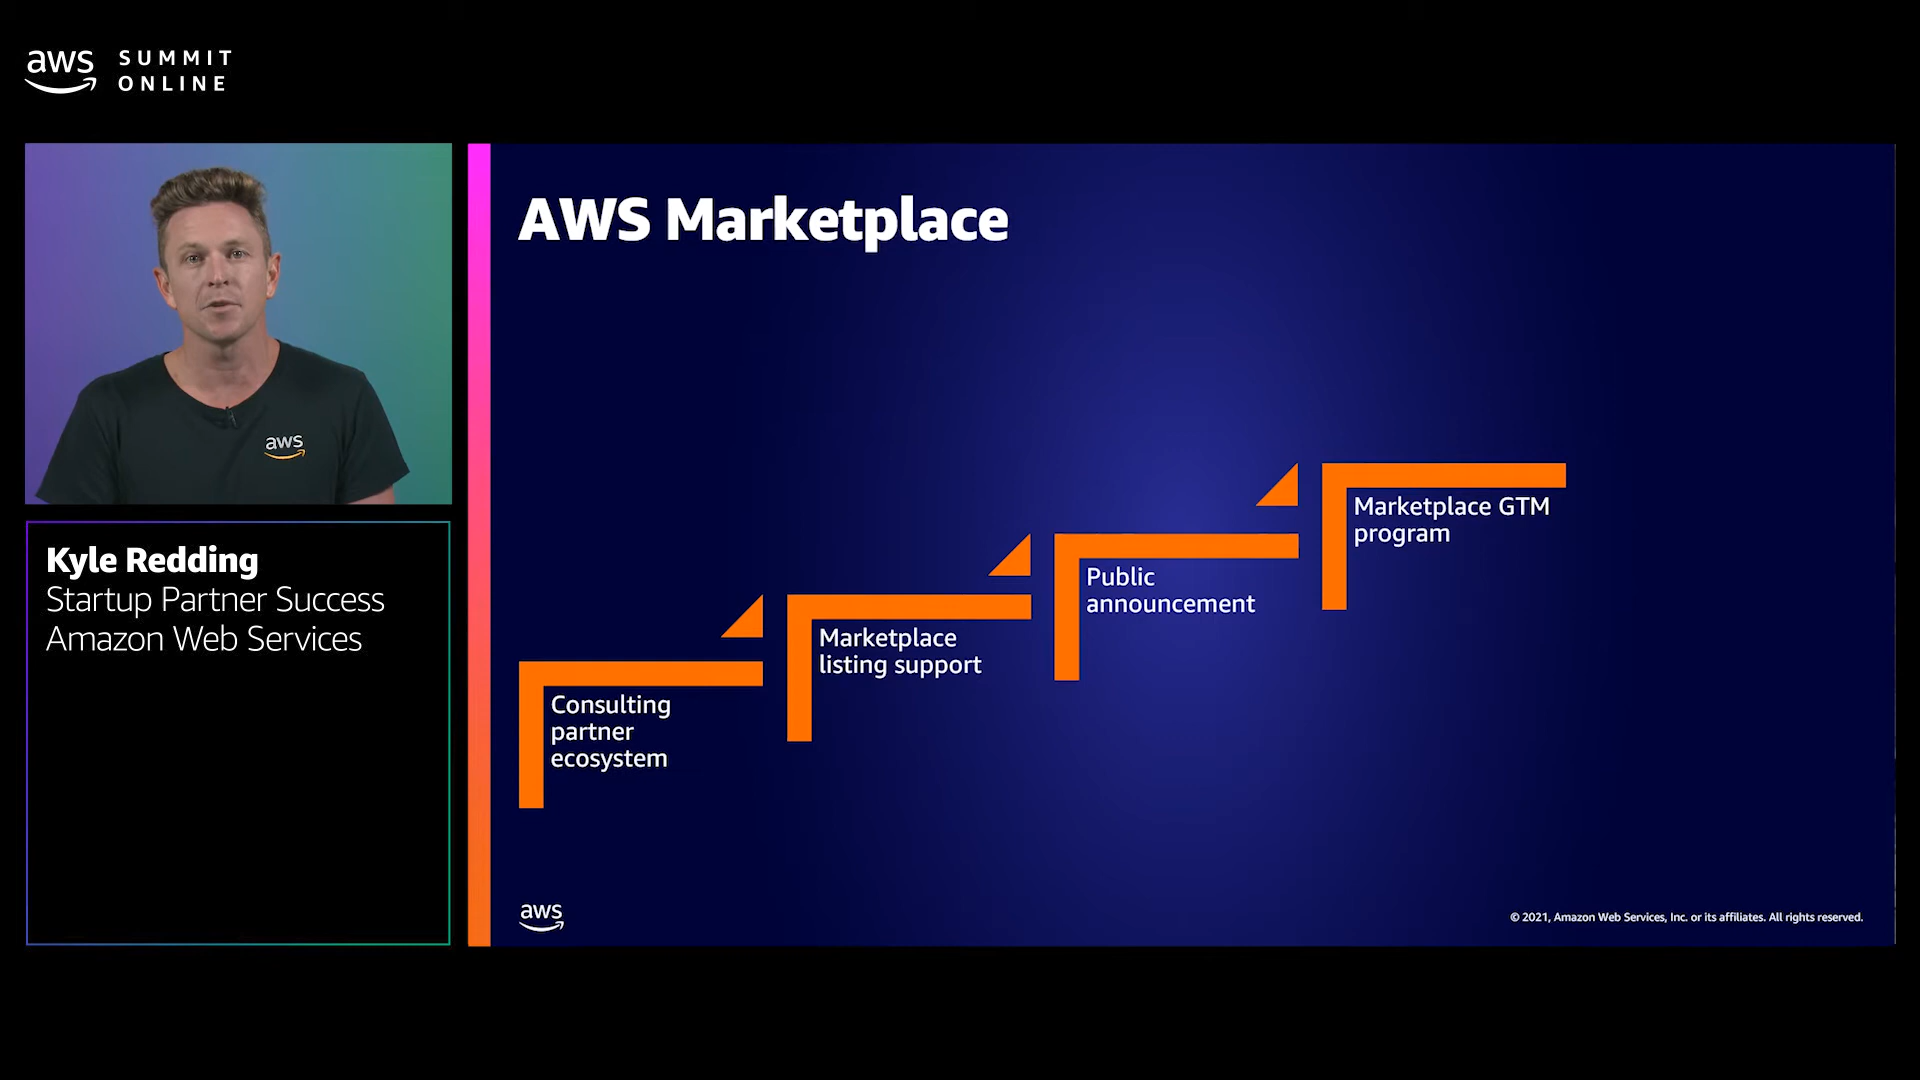 aws SUMMIT
ONLINE
aws
Kyle Redding
Startup Partner Success
Amazon Web Services
AWS Marketplace
Consulting
partner
ecosystem
Marketplace
listing support
Public
announcement
Marketplace GTM
program
aws
© 2021, Amazon Web Services, Inc. or its affiliates. All rights reserved.